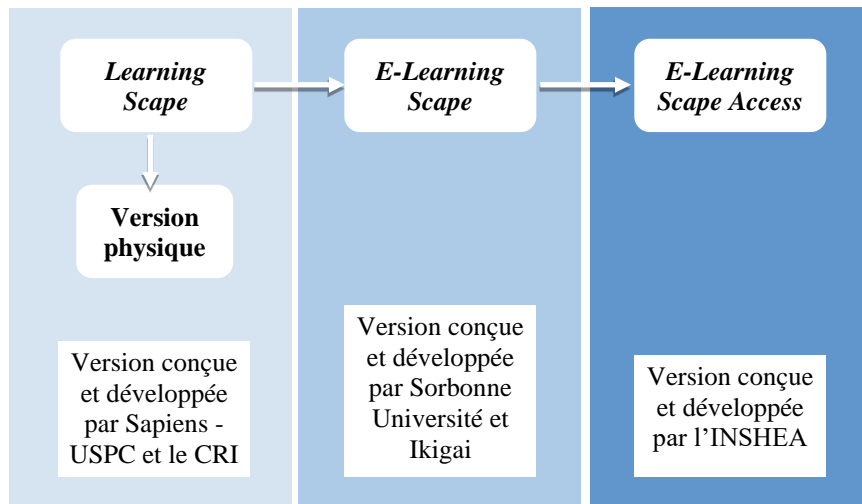 Learning
Scape
E-Learning
Scape
E-Learning
Scape Access
Version
physique
Version conçue
et développée
par Sapiens -
USPC et le CRI
Version conçue
et développée
par Sorbonne
Université et
Ikigai
Version conçue
et développée
par l’INSHEA